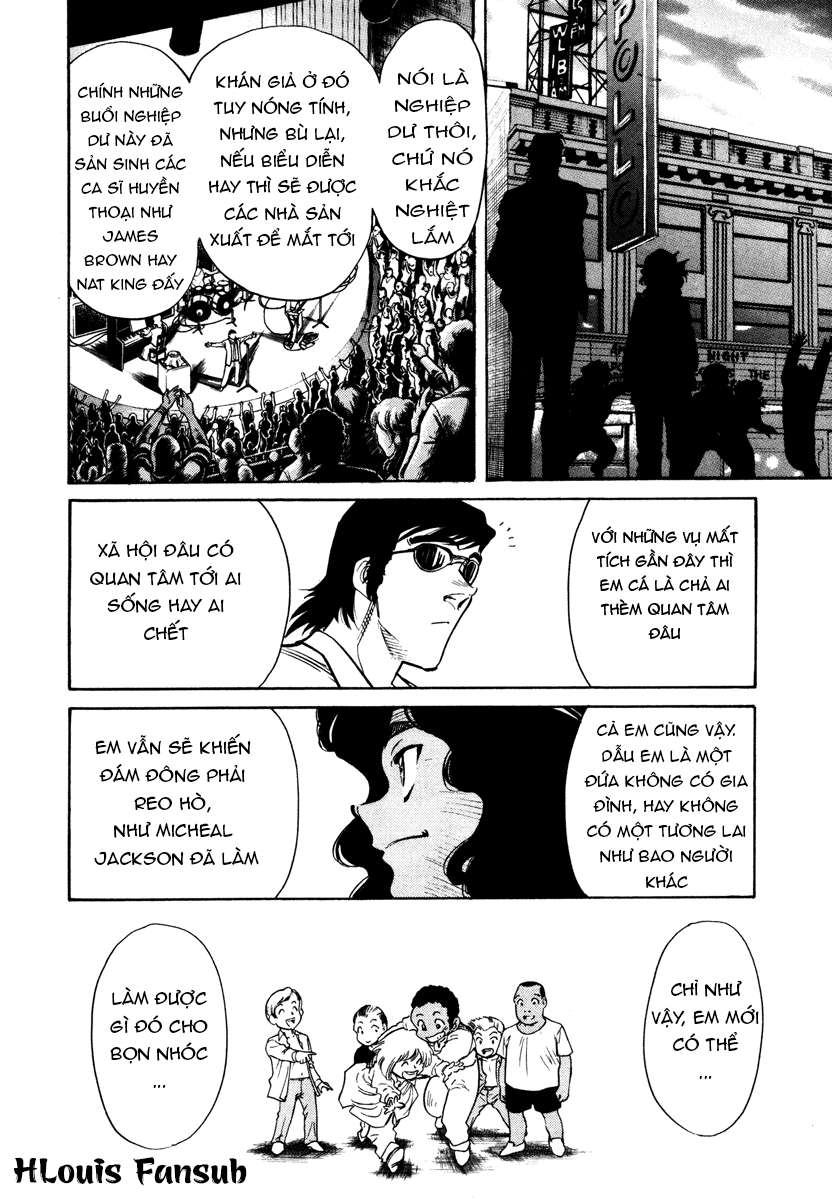 APOLLO
WLIB
NIGHT
THE
NÓI LÀ
NGHIỆP
DƯ THÔI,
CHỨ NÓ
KHẮC
NGHIỆT
LẮM
KHÁN GIẢ Ở ĐÓ
TUY NÓNG TÍNH,
NHƯNG BÙ LẠI,
NẾU BIỂU DIỄN
HAY THÌ SẼ ĐƯỢC
CÁC NHÀ SẢN
XUẤT ĐỂ MẮT TỚI
CHÍNH NHỮNG
BUỔI NGHIỆP
DƯ NÀY ĐÃ
SẢN SINH CÁC
CA SĨ HUYỀN
THOẠI NHƯ
JAMES
BROWN HAY
NAT KING ĐẤY
VỚI NHỮNG VỤ MẤT
TÍCH GẦN ĐÂY THÌ
EM CÁ LÀ CHẢ AI
THÈM QUAN TÂM
ĐÂU
XÃ HỘI ĐÂU CÓ
QUAN TÂM TỚI AI
SỐNG HAY AI
CHẾT
CẢ EM CŨNG VẬY.
DẪU EM LÀ MỘT
ĐỨA KHÔNG CÓ GIA
ĐÌNH, HAY KHÔNG
CÓ MỘT TƯƠNG LAI
NHƯ BAO NGƯỜI
KHÁC
EM VẪN SẼ KHIẾN
ĐÁM ĐÔNG PHẢI
REO HÒ,
NHƯ MICHEAL
JACKSON ĐÃ LÀM
CHỈ NHƯ
VẬY, EM MỚI
CÓ THỂ
...
LÀM ĐƯỢC
GÌ ĐÓ CHO
BỌN NHÓC
...
HLouis Fansub